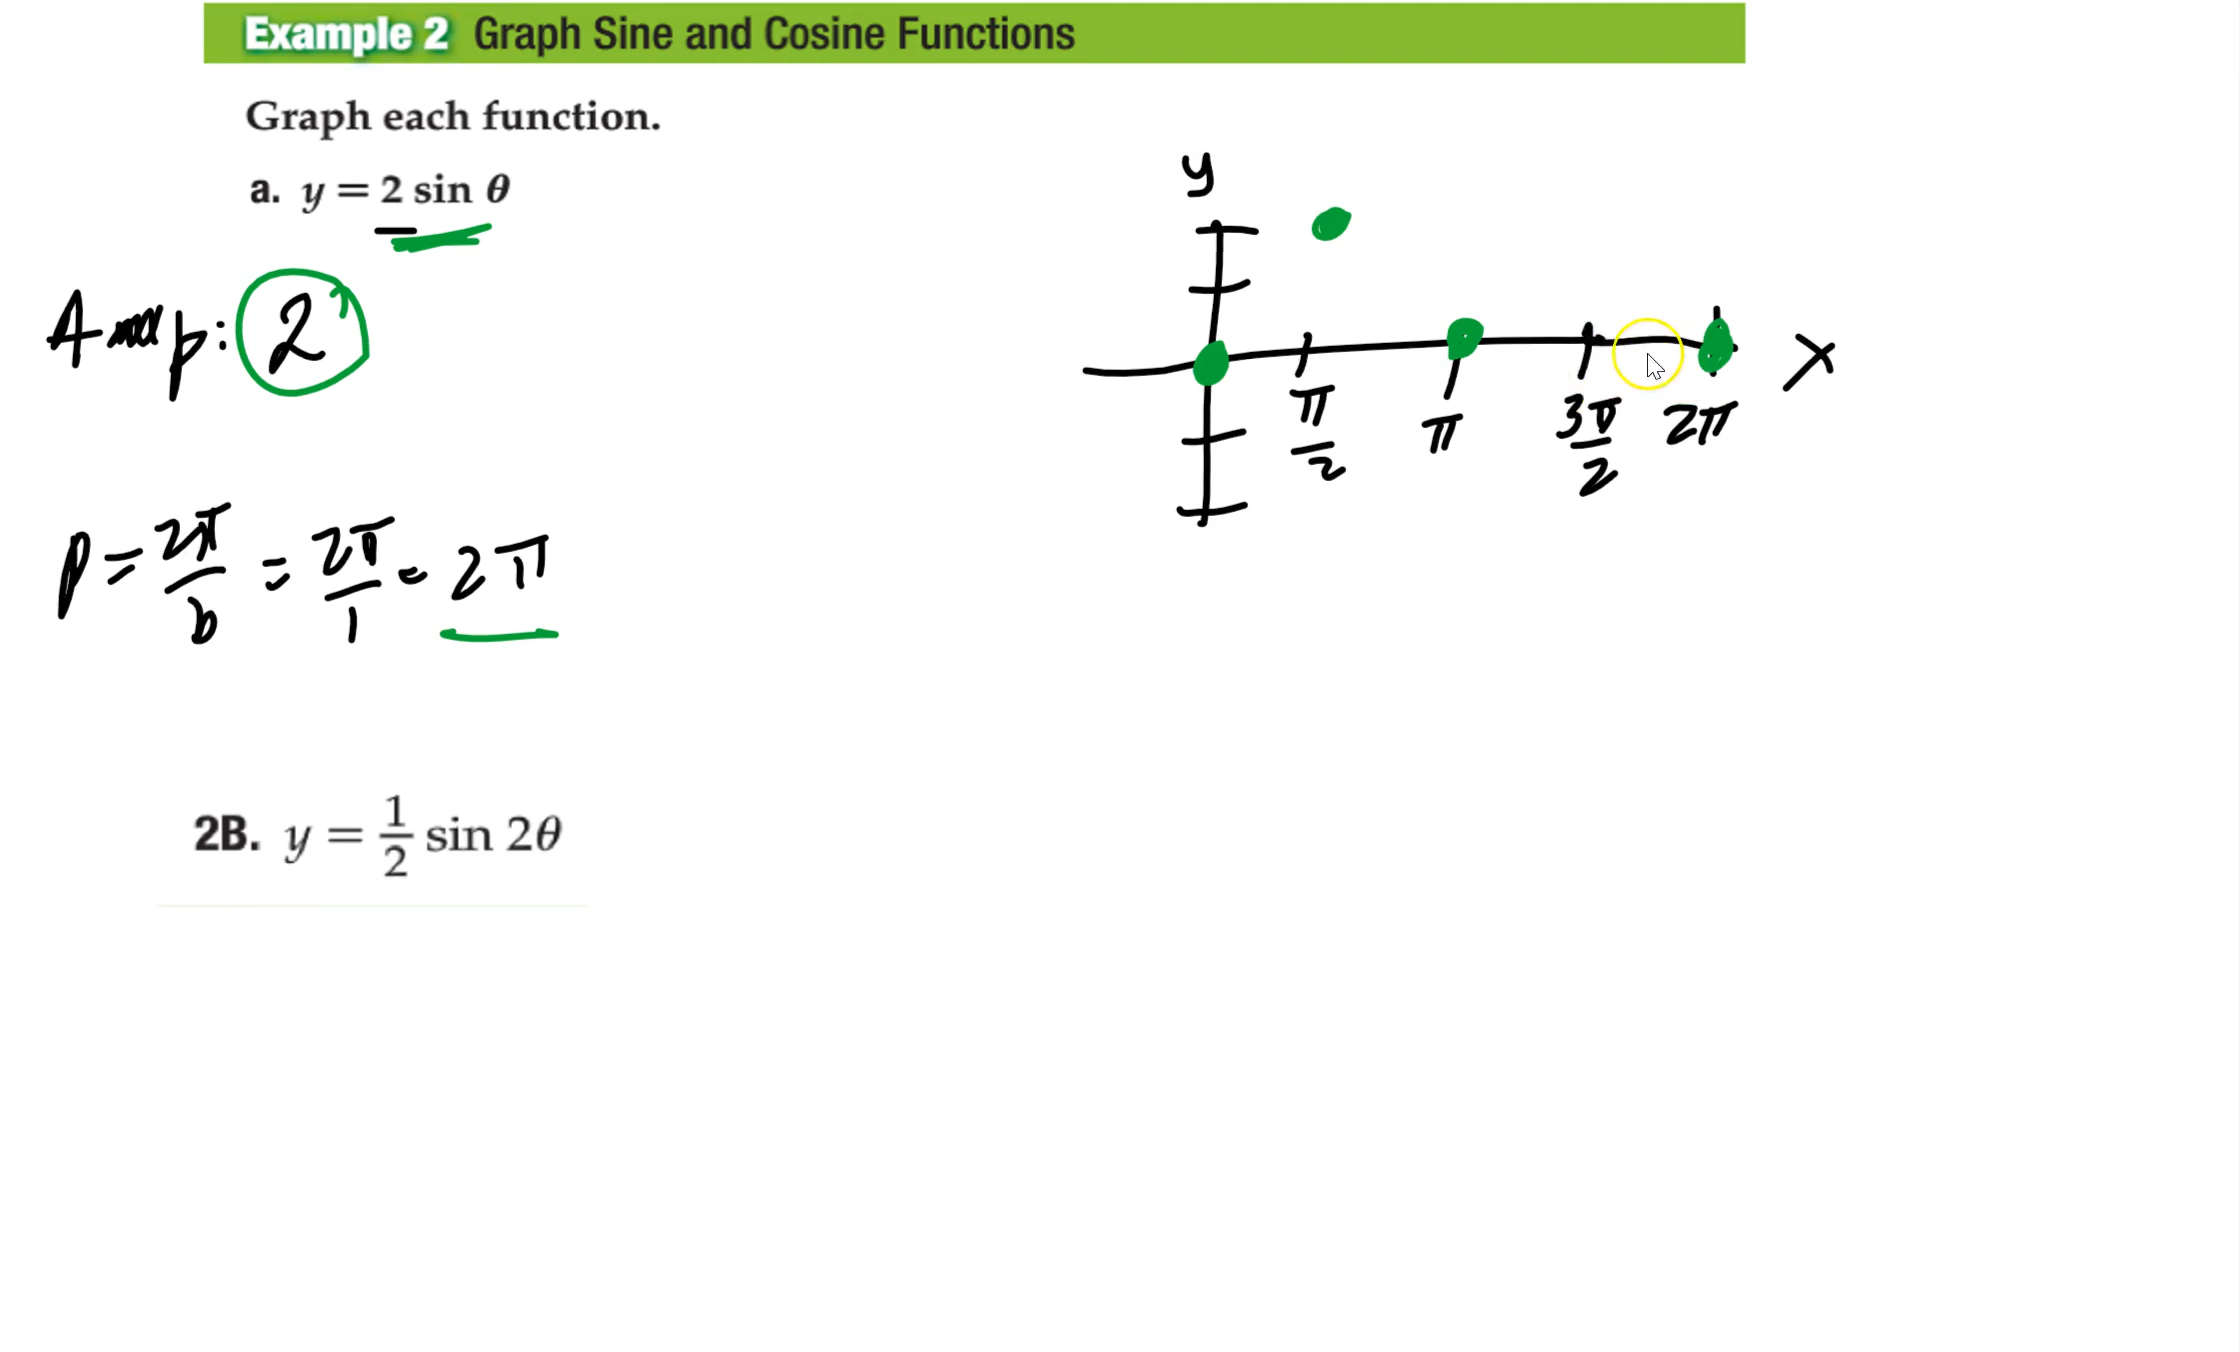 Example 2 Graph Sine and Cosine Functions
Graph each function.
a. y = 2 sin θ
Amp: 2
y
x
π/2 π 3π/2 2π
P = 2π/b = 2π/1 = 2π
2B. y = 1/2 sin 2θ